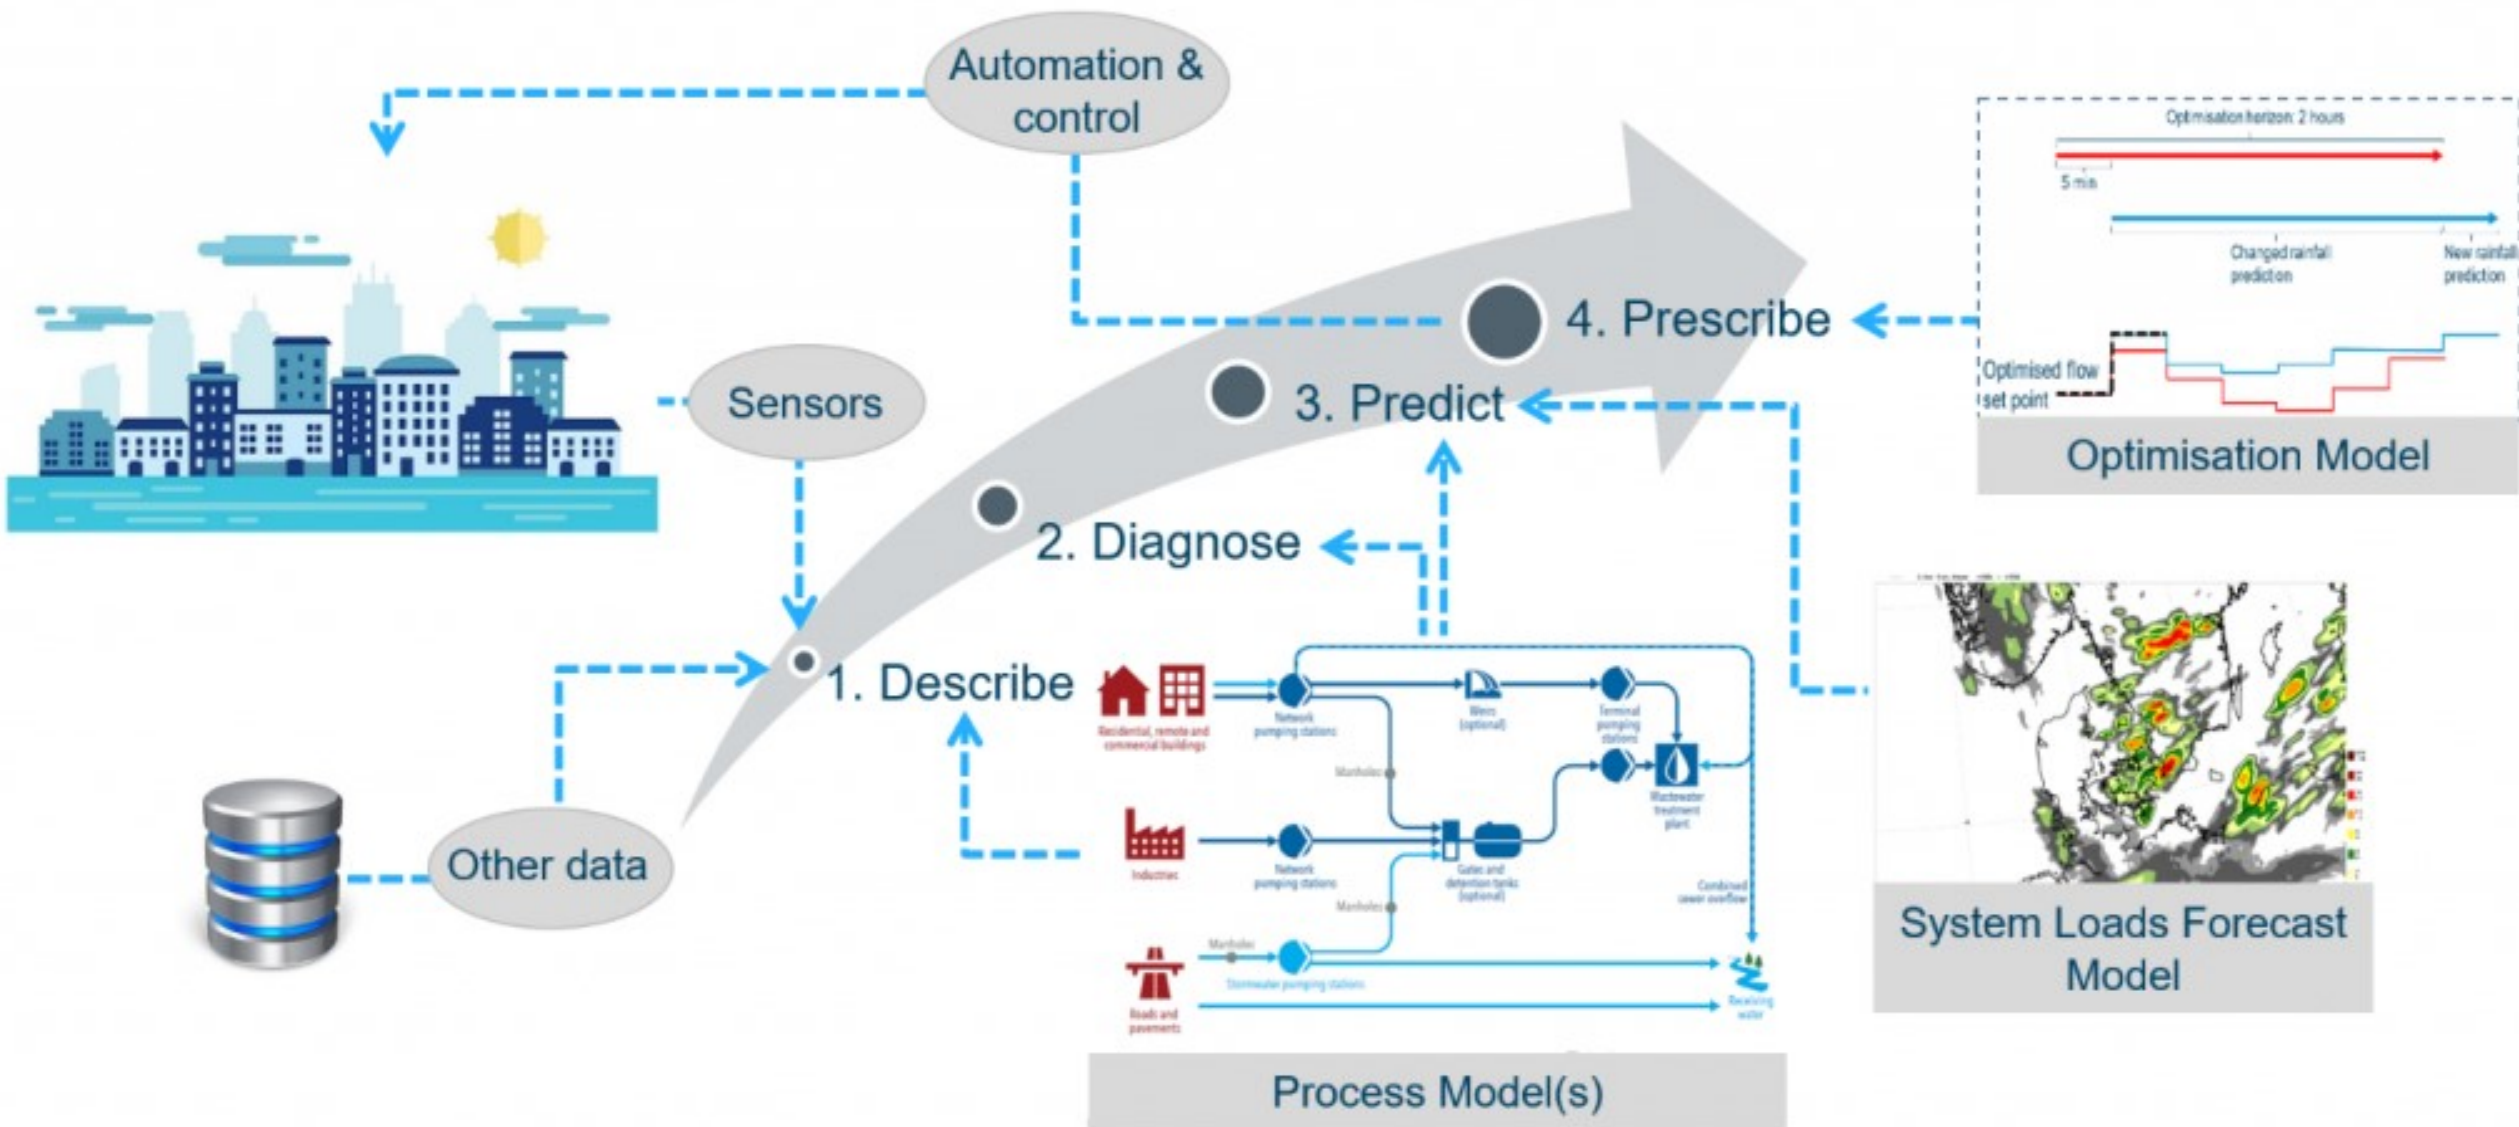 Automation &
control
Sensors
Other data
1. Describe
2. Diagnose
3. Predict
4. Prescribe
Optimisation horizon: 2 hours
5 min
Changed rainfall
prediction
New rainfall
prediction
Optimised flow
set point
Optimisation Model
System Loads Forecast
Model
Residential, remote and
commercial buildings
Network
pumping stations
Weirs
(optional)
Terminal
pumping
stations
Manholes
Wastewater
treatment
plant
Industries
Network
pumping stations
Gates and
detention tanks
(optional)
Manholes
Combined
sewer overflow
Manholes
Stormwater pumping stations
Roads and
pavements
Receiving
water
Process Model(s)